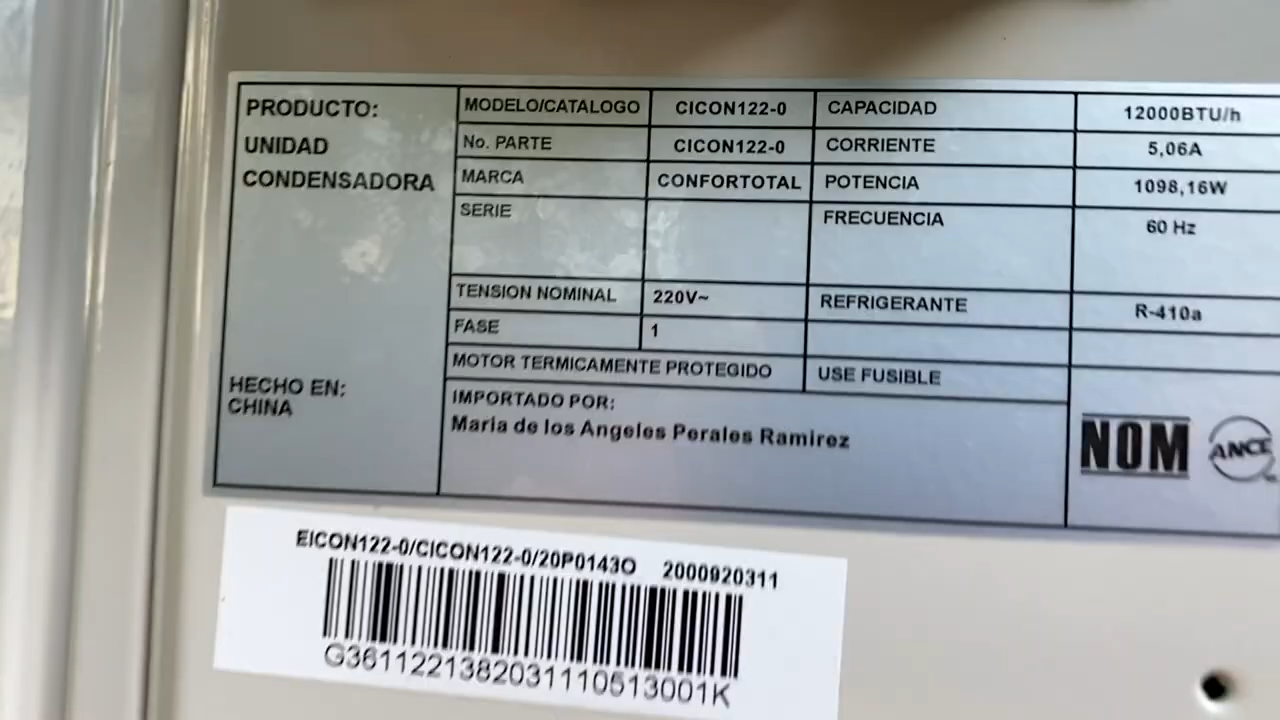 PRODUCTO:
UNIDAD
CONDENSADORA
HECHO EN:
CHINA
MODELO/CATALOGO CICON122-0 CAPACIDAD 12000BTU/h
No. PARTE CICON122-0 CORRIENTE 5,06A
MARCA CONFORTOTAL POTENCIA 1098,16W
SERIE FRECUENCIA 60 Hz
TENSION NOMINAL 220V~ REFRIGERANTE R-410a
FASE 1
MOTOR TERMICAMENTE PROTEGIDO USE FUSIBLE
IMPORTADO POR:
Maria de los Angeles Perales Ramirez
NOM ANCE
EICON122-0/CICON122-0/20P0143O 2000920311
G3611221382031110513001K